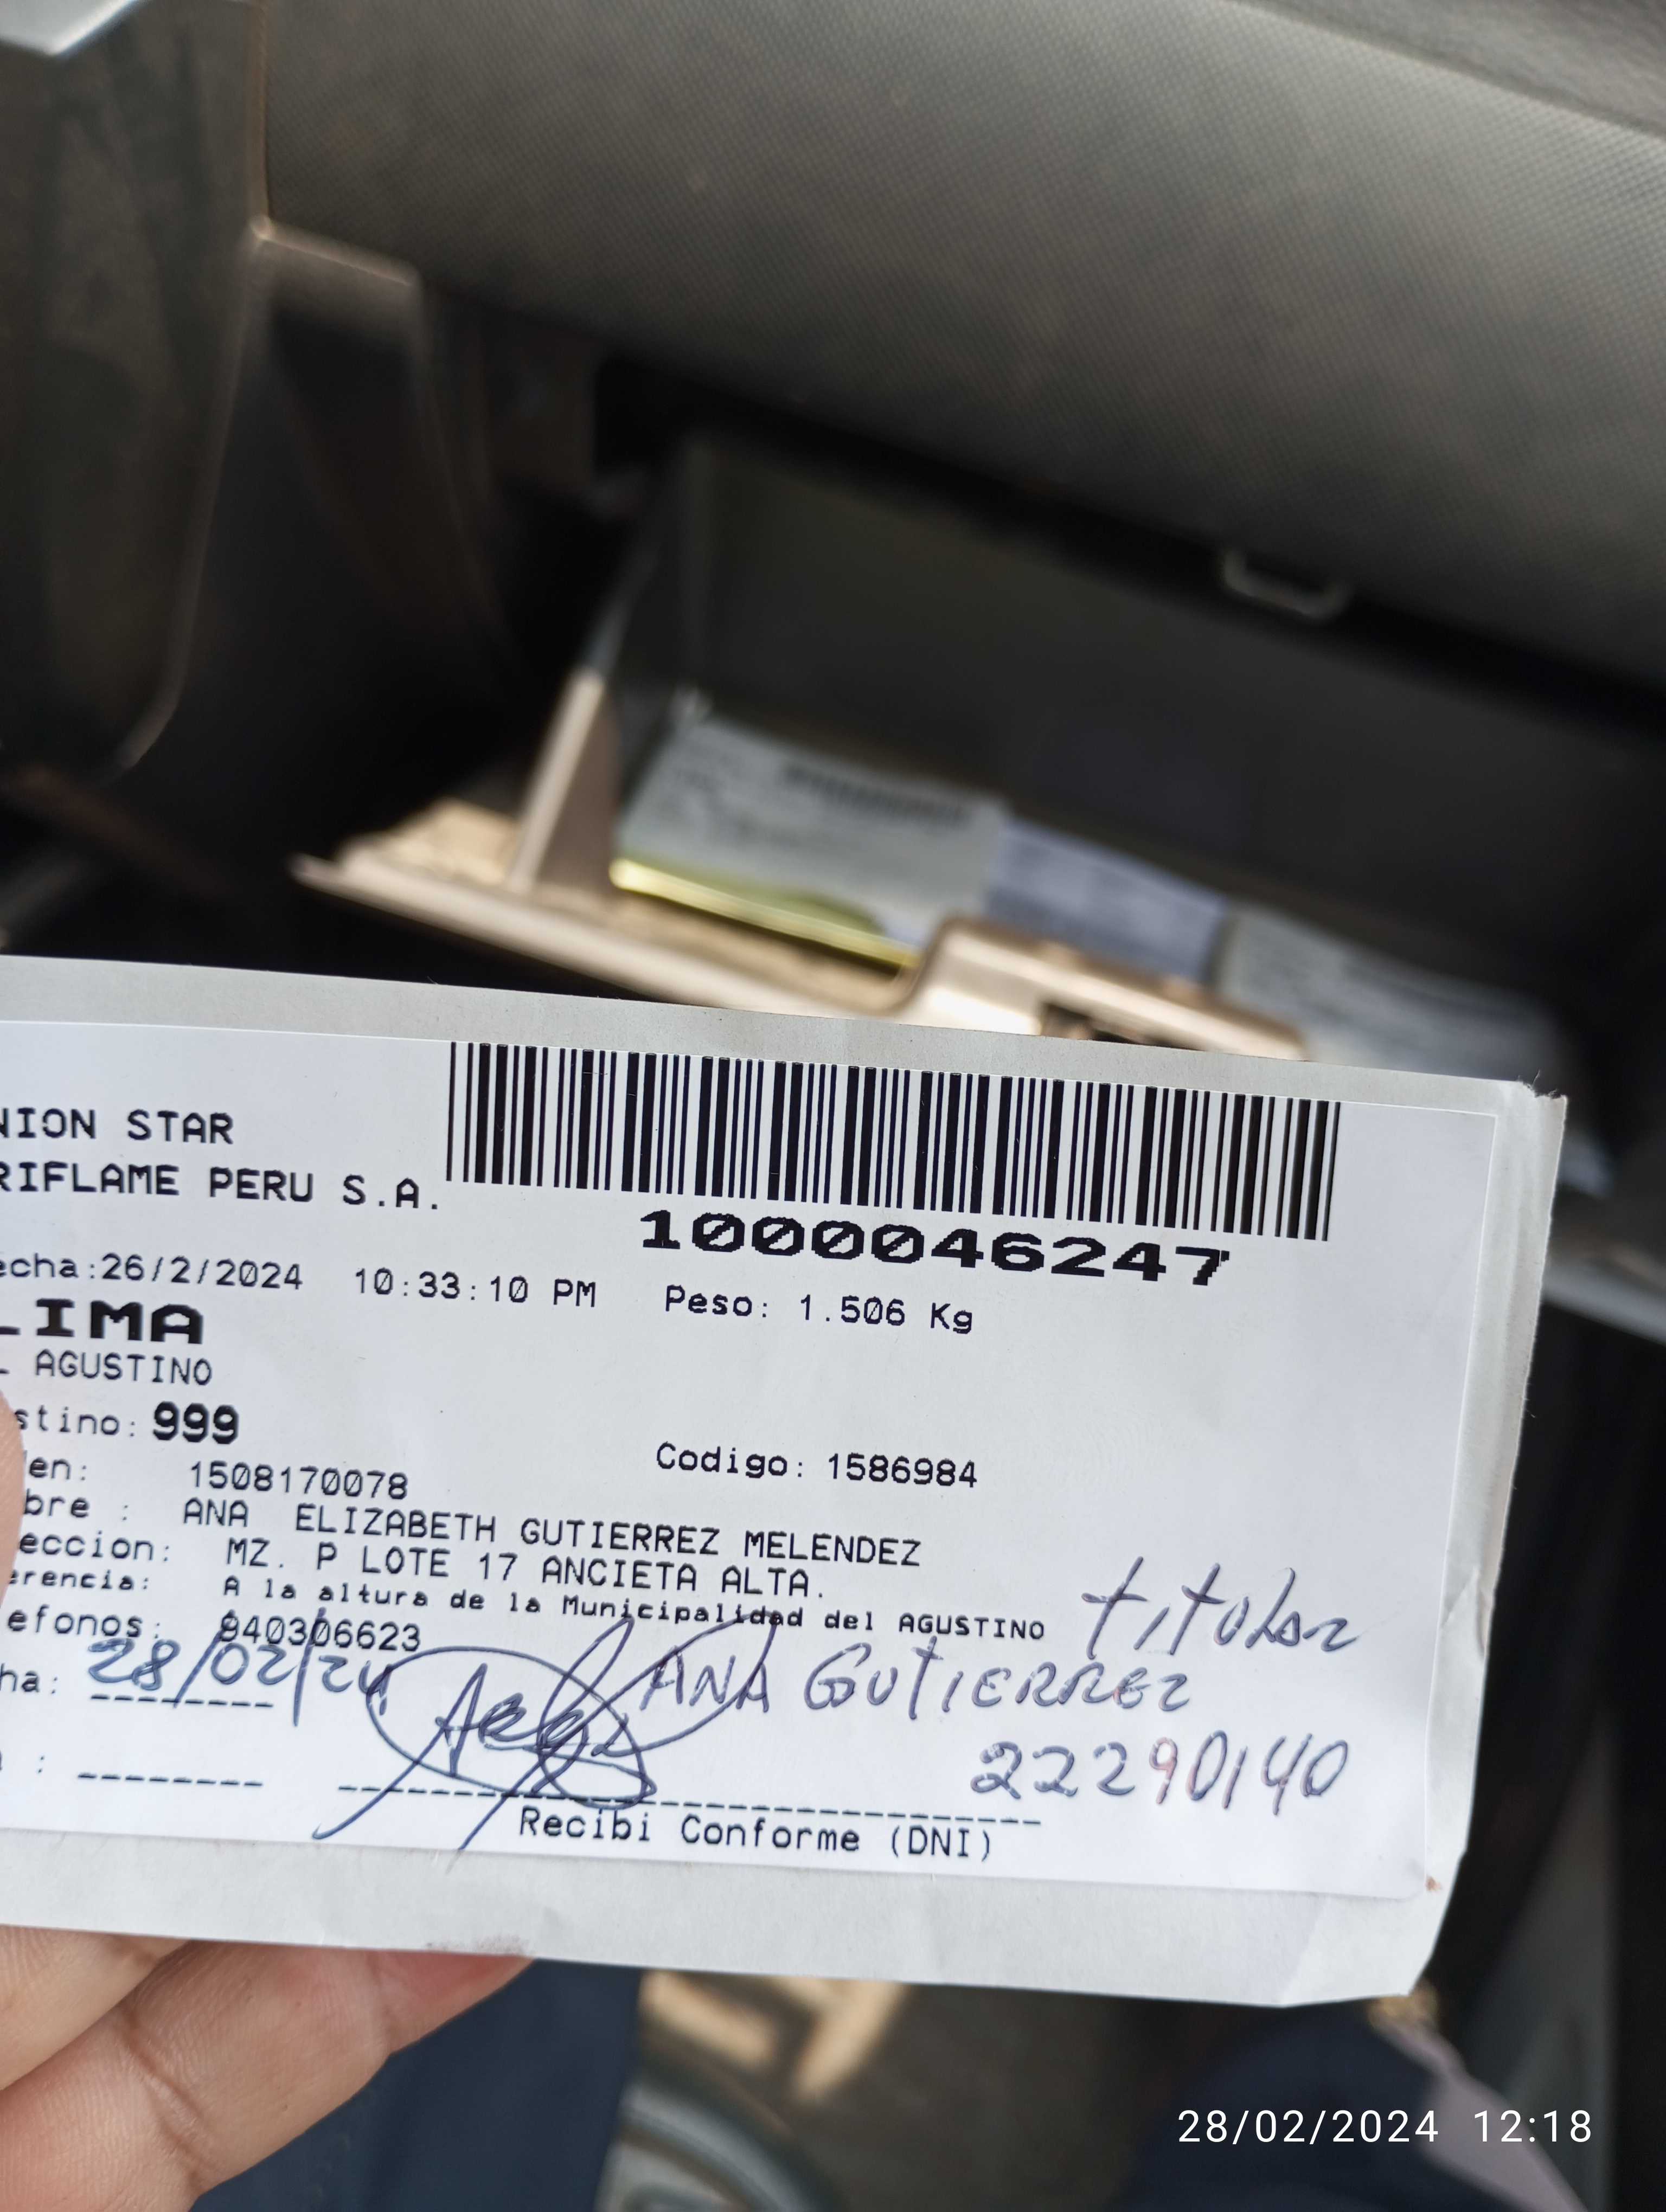 NION STAR
RIFLAME PERU S.A.
1000046247
echa:26/2/2024 10:33:10 PM Peso: 1.506 Kg
LIMA
L AGUSTINO
stino: 999
Codigo: 1586984
en: 1508170078
bre : ANA ELIZABETH GUTIERREZ MELENDEZ
eccion: MZ. P LOTE 17 ANCIETA ALTA.
erencia: A la altura de la Municipalidad del AGUSTINO
efonos: 940306623
titular
ha: 28/02/24
ANA GUTIERREZ
22290140
Recibi Conforme (DNI)
28/02/2024 12:18